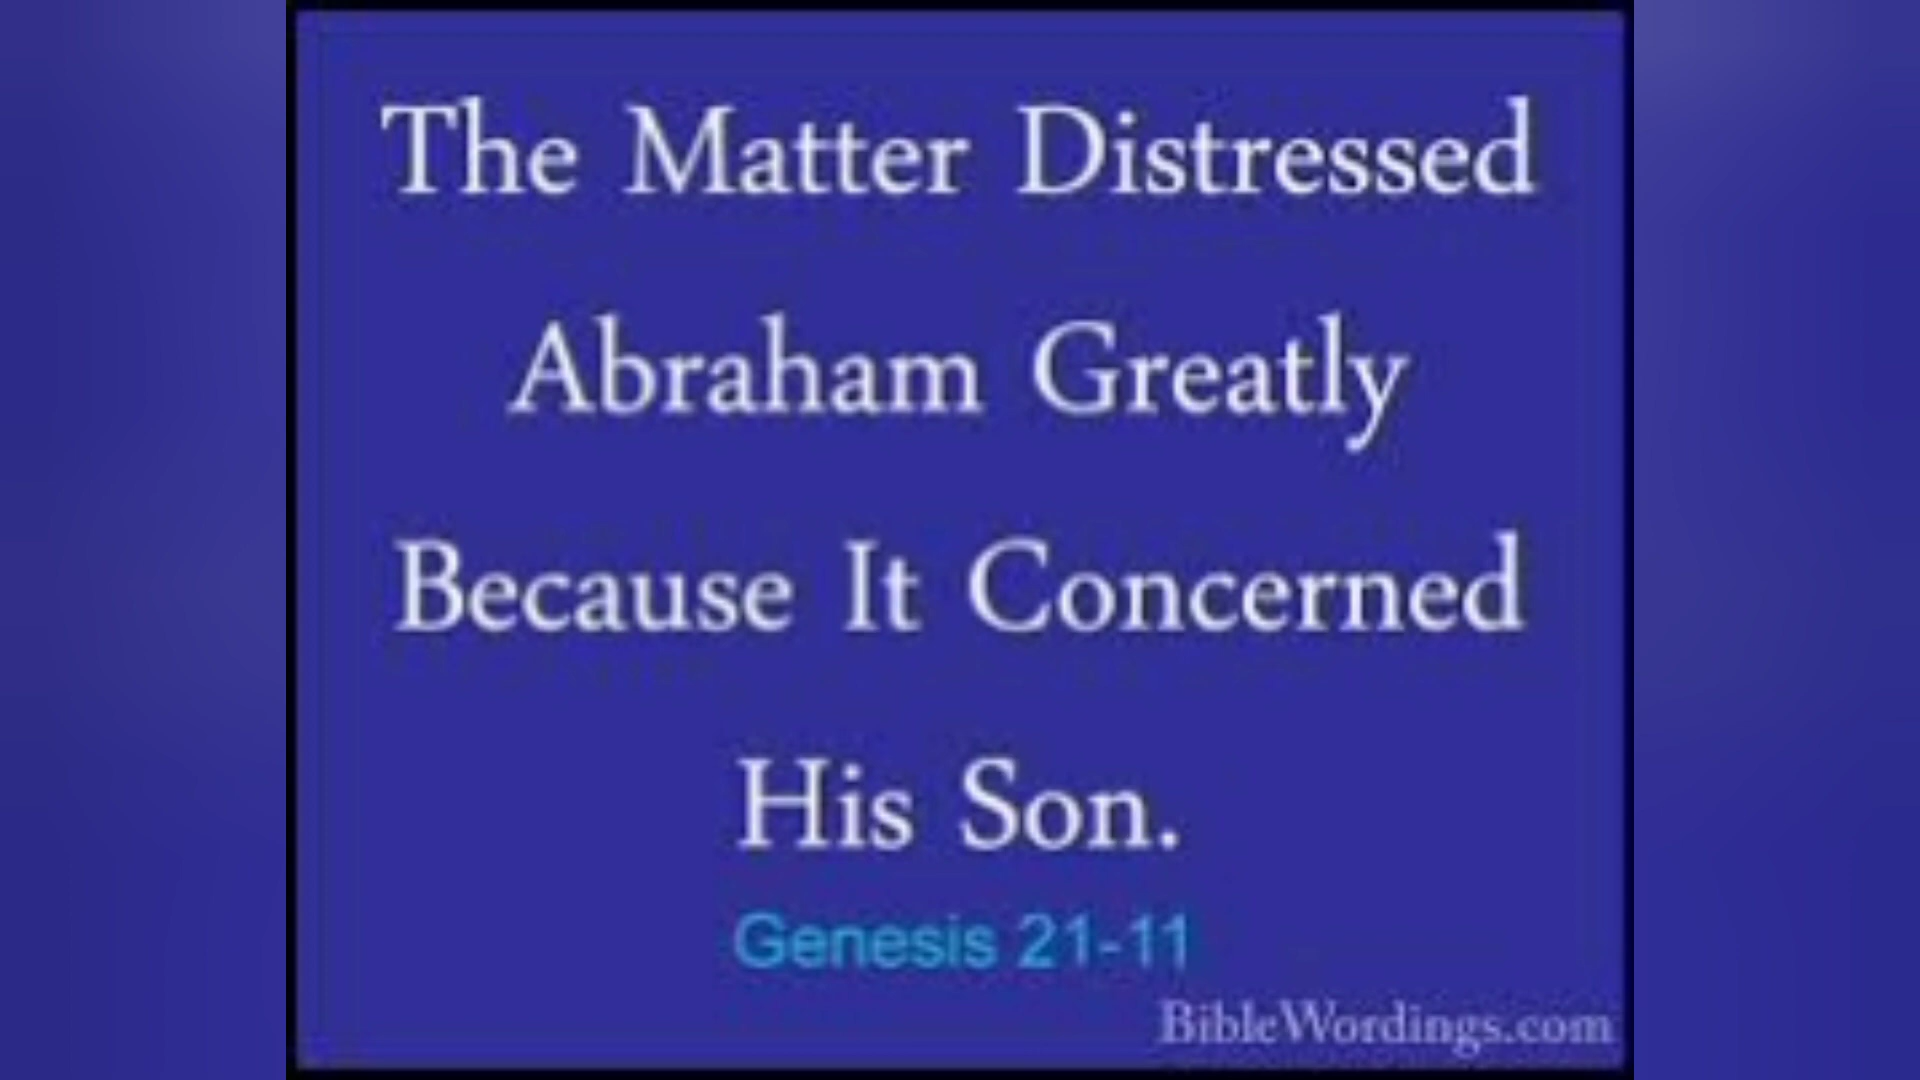 The Matter Distressed
Abraham Greatly
Because It Concerned
His Son.
Genesis 21-11
BibleWordings.com